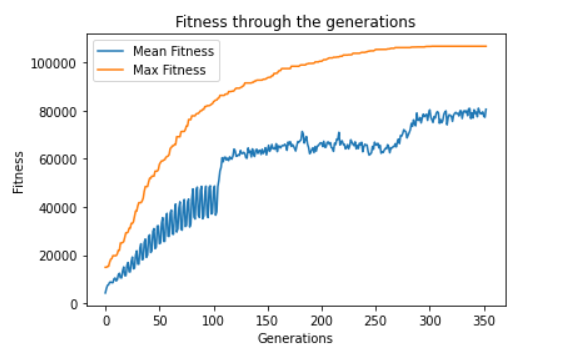 Fitness through the generations
Mean Fitness
Max Fitness
100000
80000
60000
40000
20000
0
Fitness
0 50 100 150 200 250 300 350
Generations